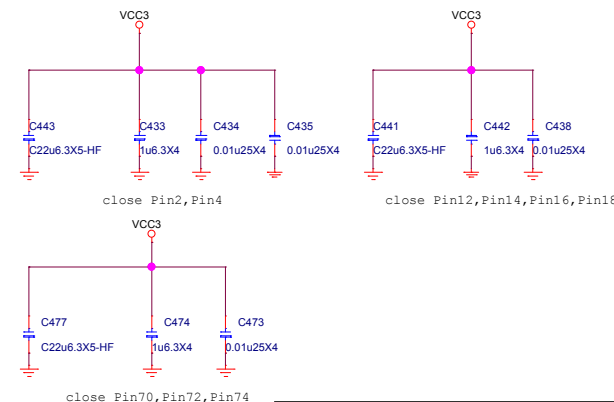 VCC3
VCC3
C443
C433
C434
C435
C441
C442
C438
C22u6.3X5-HF
1u6.3X4
0.01u25X4
0.01u25X4
C22u6.3X5-HF
1u6.3X4
0.01u25X4
close Pin2,Pin4
close Pin12,Pin14,Pin16,Pin18
VCC3
C477
C474
C473
C22u6.3X5-HF
1u6.3X4
0.01u25X4
close Pin70,Pin72,Pin74